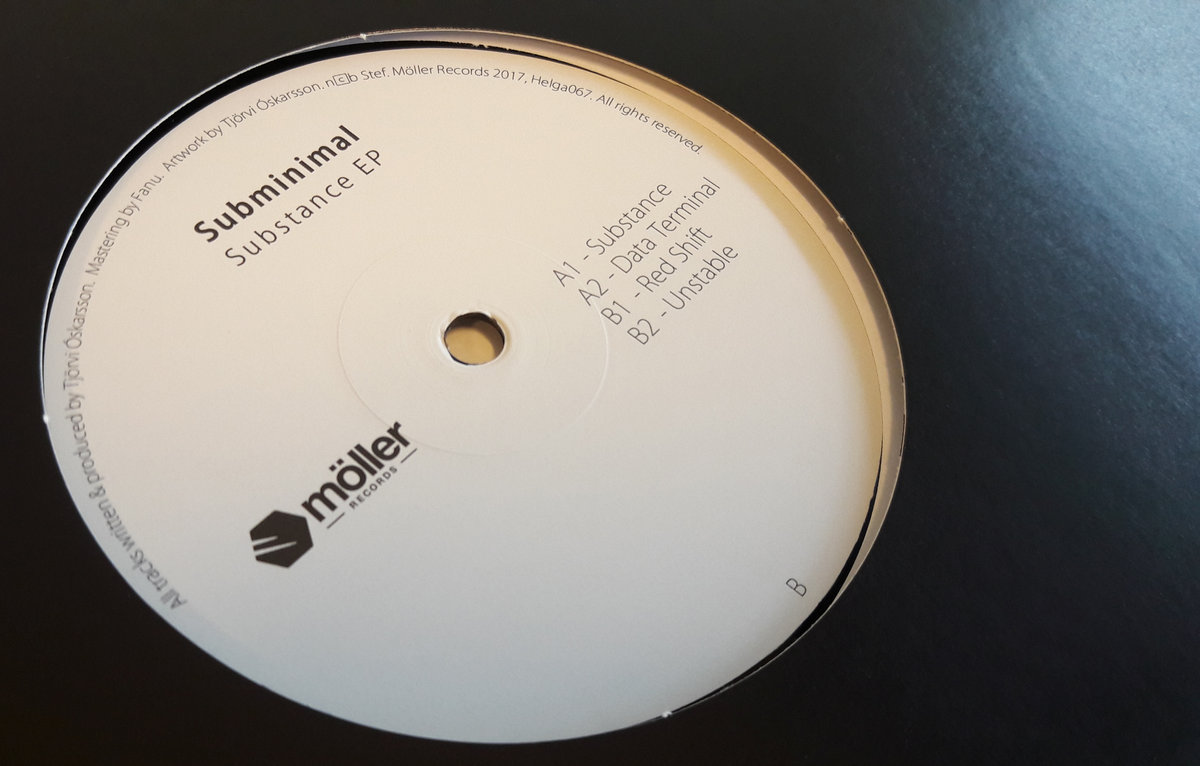 All tracks written & produced by Tjörvi Óskarsson. Mastering by Fanu. Artwork by Tjörvi Óskarsson. n©b Stef. Möller Records 2017, Helga067. All rights reserved.
Subminimal
Substance EP
A1 - Substance
A2 - Data Terminal
B1 - Red Shift
B2 - Unstable
möller
RECORDS
B